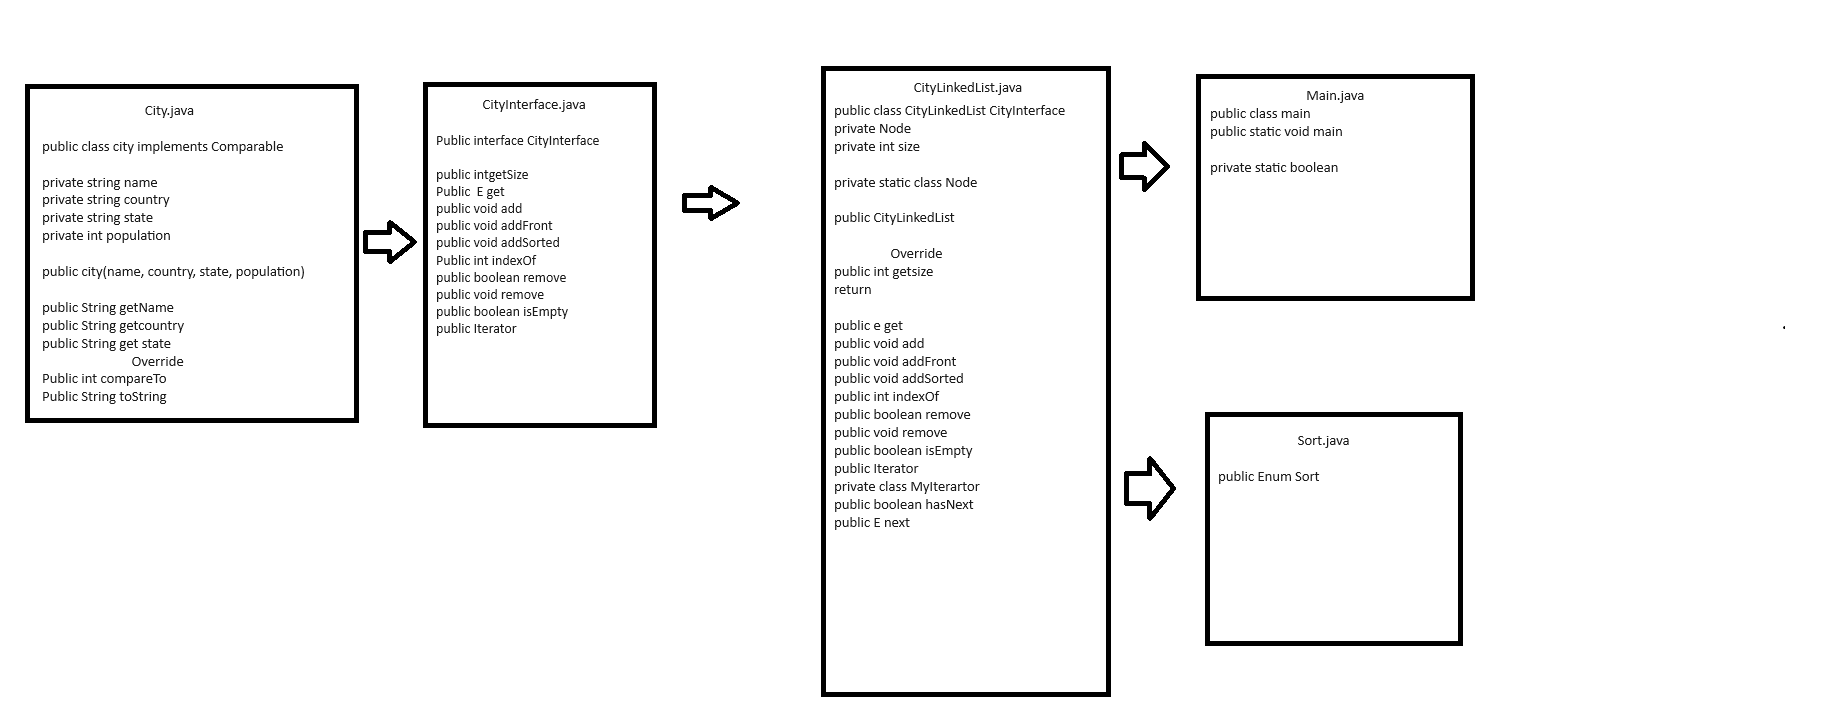 City.java
public class city implements Comparable
private string name
private string country
private string state
private int population
public city(name, country, state, population)
public String getName
public String getcountry
public String get state
Override
Public int compareTo
Public String toString
CityInterface.java
Public interface CityInterface
public intgetSize
Public  E get
public void add
public void addFront
public void addSorted
Public int indexOf
public boolean remove
public void remove
public boolean isEmpty
public Iterator
CityLinkedList.java
public class CityLinkedList CityInterface
private Node
private int size
private static class Node
public CityLinkedList
Override
public int getsize
return
public e get
public void add
public void addFront
public void addSorted
public int indexOf
public boolean remove
public void remove
public boolean isEmpty
public Iterator
private class MyIterartor
public boolean hasNext
public E next
Main.java
public class main
public static void main
private static boolean
Sort.java
public Enum Sort